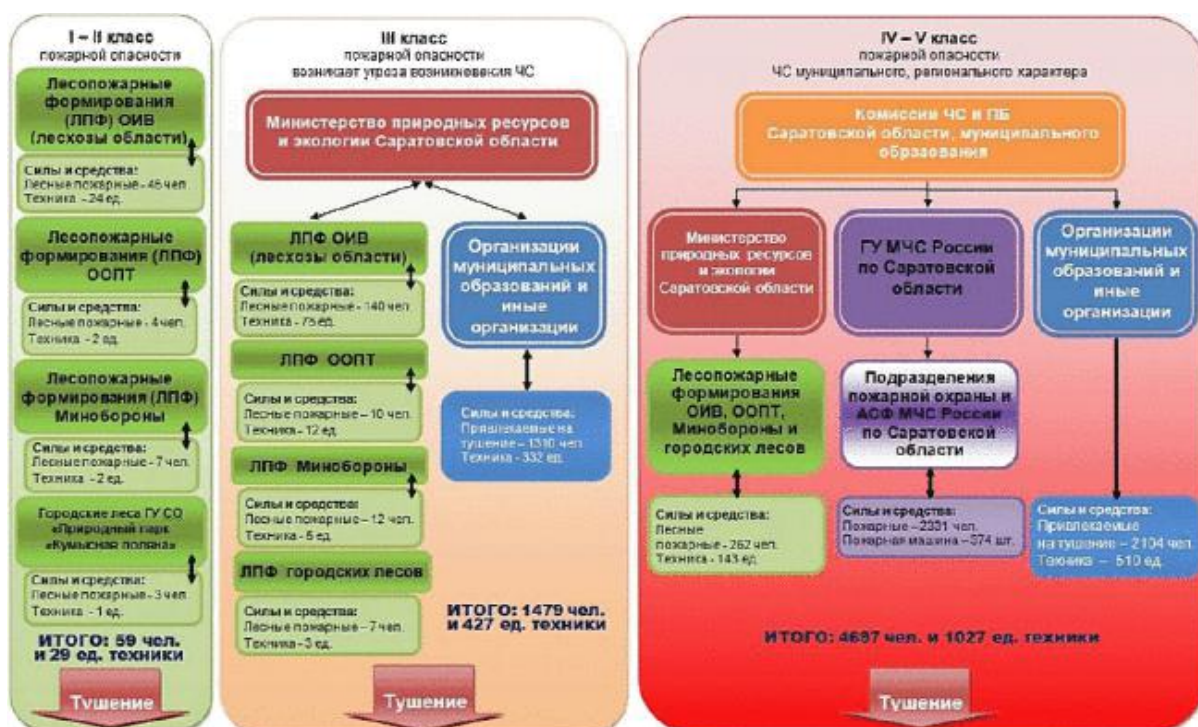 I – II класс
пожарной опасности
Лесопожарные
формирования
(ЛПФ) ОИВ
(лесхозы области)
Силы и средства:
Лесные пожарные - 45 чел.
Техника - 24 ед.
Лесопожарные
формирования (ЛПФ)
ООПТ
Силы и средства:
Лесные пожарные - 4 чел.
Техника - 2 ед.
Лесопожарные
формирования (ЛПФ)
Минобороны
Силы и средства:
Лесные пожарные - 7 чел.
Техника - 2 ед.
Городские леса ГУ СО
«Природный парк
«Кумысная поляна»
Силы и средства:
Лесные пожарные - 3 чел.
Техника - 1 ед.
ИТОГО: 59 чел.
и 29 ед. техники
Тушение
III класс
пожарной опасности
возникает угроза возникновения ЧС
Министерство природных ресурсов
и экологии Саратовской области
ЛПФ ОИВ
(лесхозы области)
Силы и средства:
Лесные пожарные - 140 чел.
Техника - 75 ед.
ЛПФ ООПТ
Силы и средства:
Лесные пожарные – 10 чел.
Техника - 12 ед.
ЛПФ Минобороны
Силы и средства:
Лесные пожарные – 12 чел.
Техника - 5 ед.
ЛПФ городских лесов
Силы и средства:
Лесные пожарные – 7 чел.
Техника - 3 ед.
Организации
муниципальных
образований и
иные
организации
Силы и средства:
Привлекаемые на
тушение – 1310 чел.
Техника - 332 ед.
ИТОГО: 1479 чел.
и 427 ед. техники
Тушение
IV – V класс
пожарной опасности
ЧС муниципального, регионального характера
Комиссии ЧС и ПБ
Саратовской области, муниципального
образования
Министерство
природных ресурсов
и экологии
Саратовской области
Лесопожарные
формирования
ОИВ, ООПТ,
Минобороны и
городских лесов
Силы и средства:
Лесные
пожарные - 262 чел.
Техника - 143 ед.
ГУ МЧС России
по Саратовской
области
Подразделения
пожарной охраны и
АСФ МЧС России
по Саратовской
области
Силы и средства:
Пожарные – 2331 чел.
Пожарная машина – 374 шт.
Организации
муниципальных
образований и
иные
организации
Силы и средства:
Привлекаемые
на тушение – 2104 чел.
Техника – 510 ед.
ИТОГО: 4697 чел. и 1027 ед. техники
Тушение